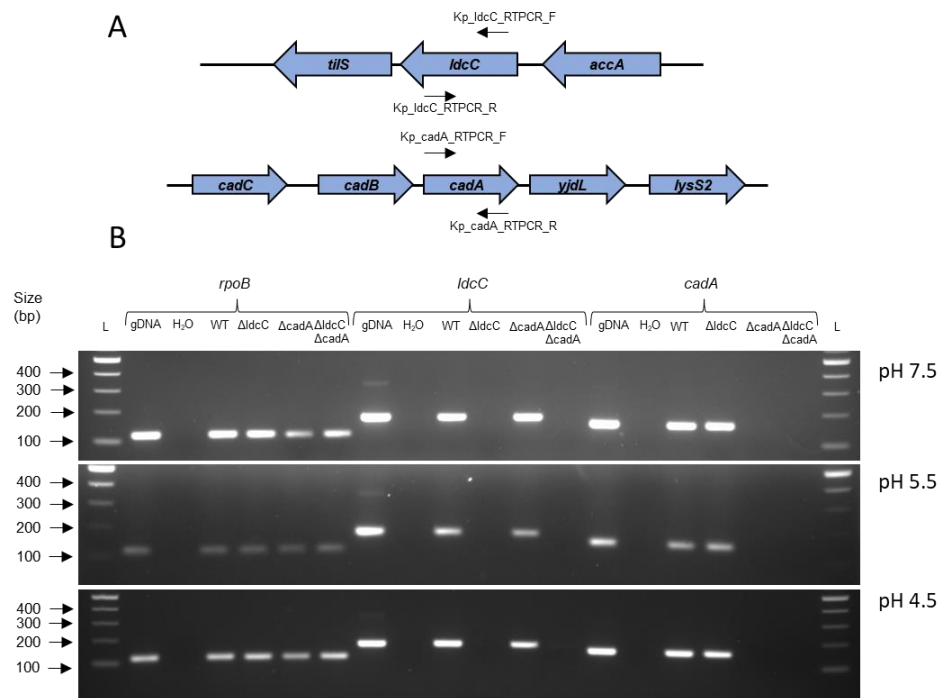 A
Kp_ldcC_RTPCR_F
tilS ldcC accA
Kp_ldcC_RTPCR_R
Kp_cadA_RTPCR_F
cadC cadB cadA yjdL lysS2
Kp_cadA_RTPCR_R
B
rpoB ldcC cadA
Size
(bp)
L gDNA H₂O WT ΔldcC ΔcadA ΔldcC ΔcadA gDNA H₂O WT ΔldcC ΔcadA ΔldcC ΔcadA gDNA H₂O WT ΔldcC ΔcadA ΔldcC ΔcadA L
400
300
200
100
pH 7.5
400
300
200
100
pH 5.5
400
300
200
100
pH 4.5